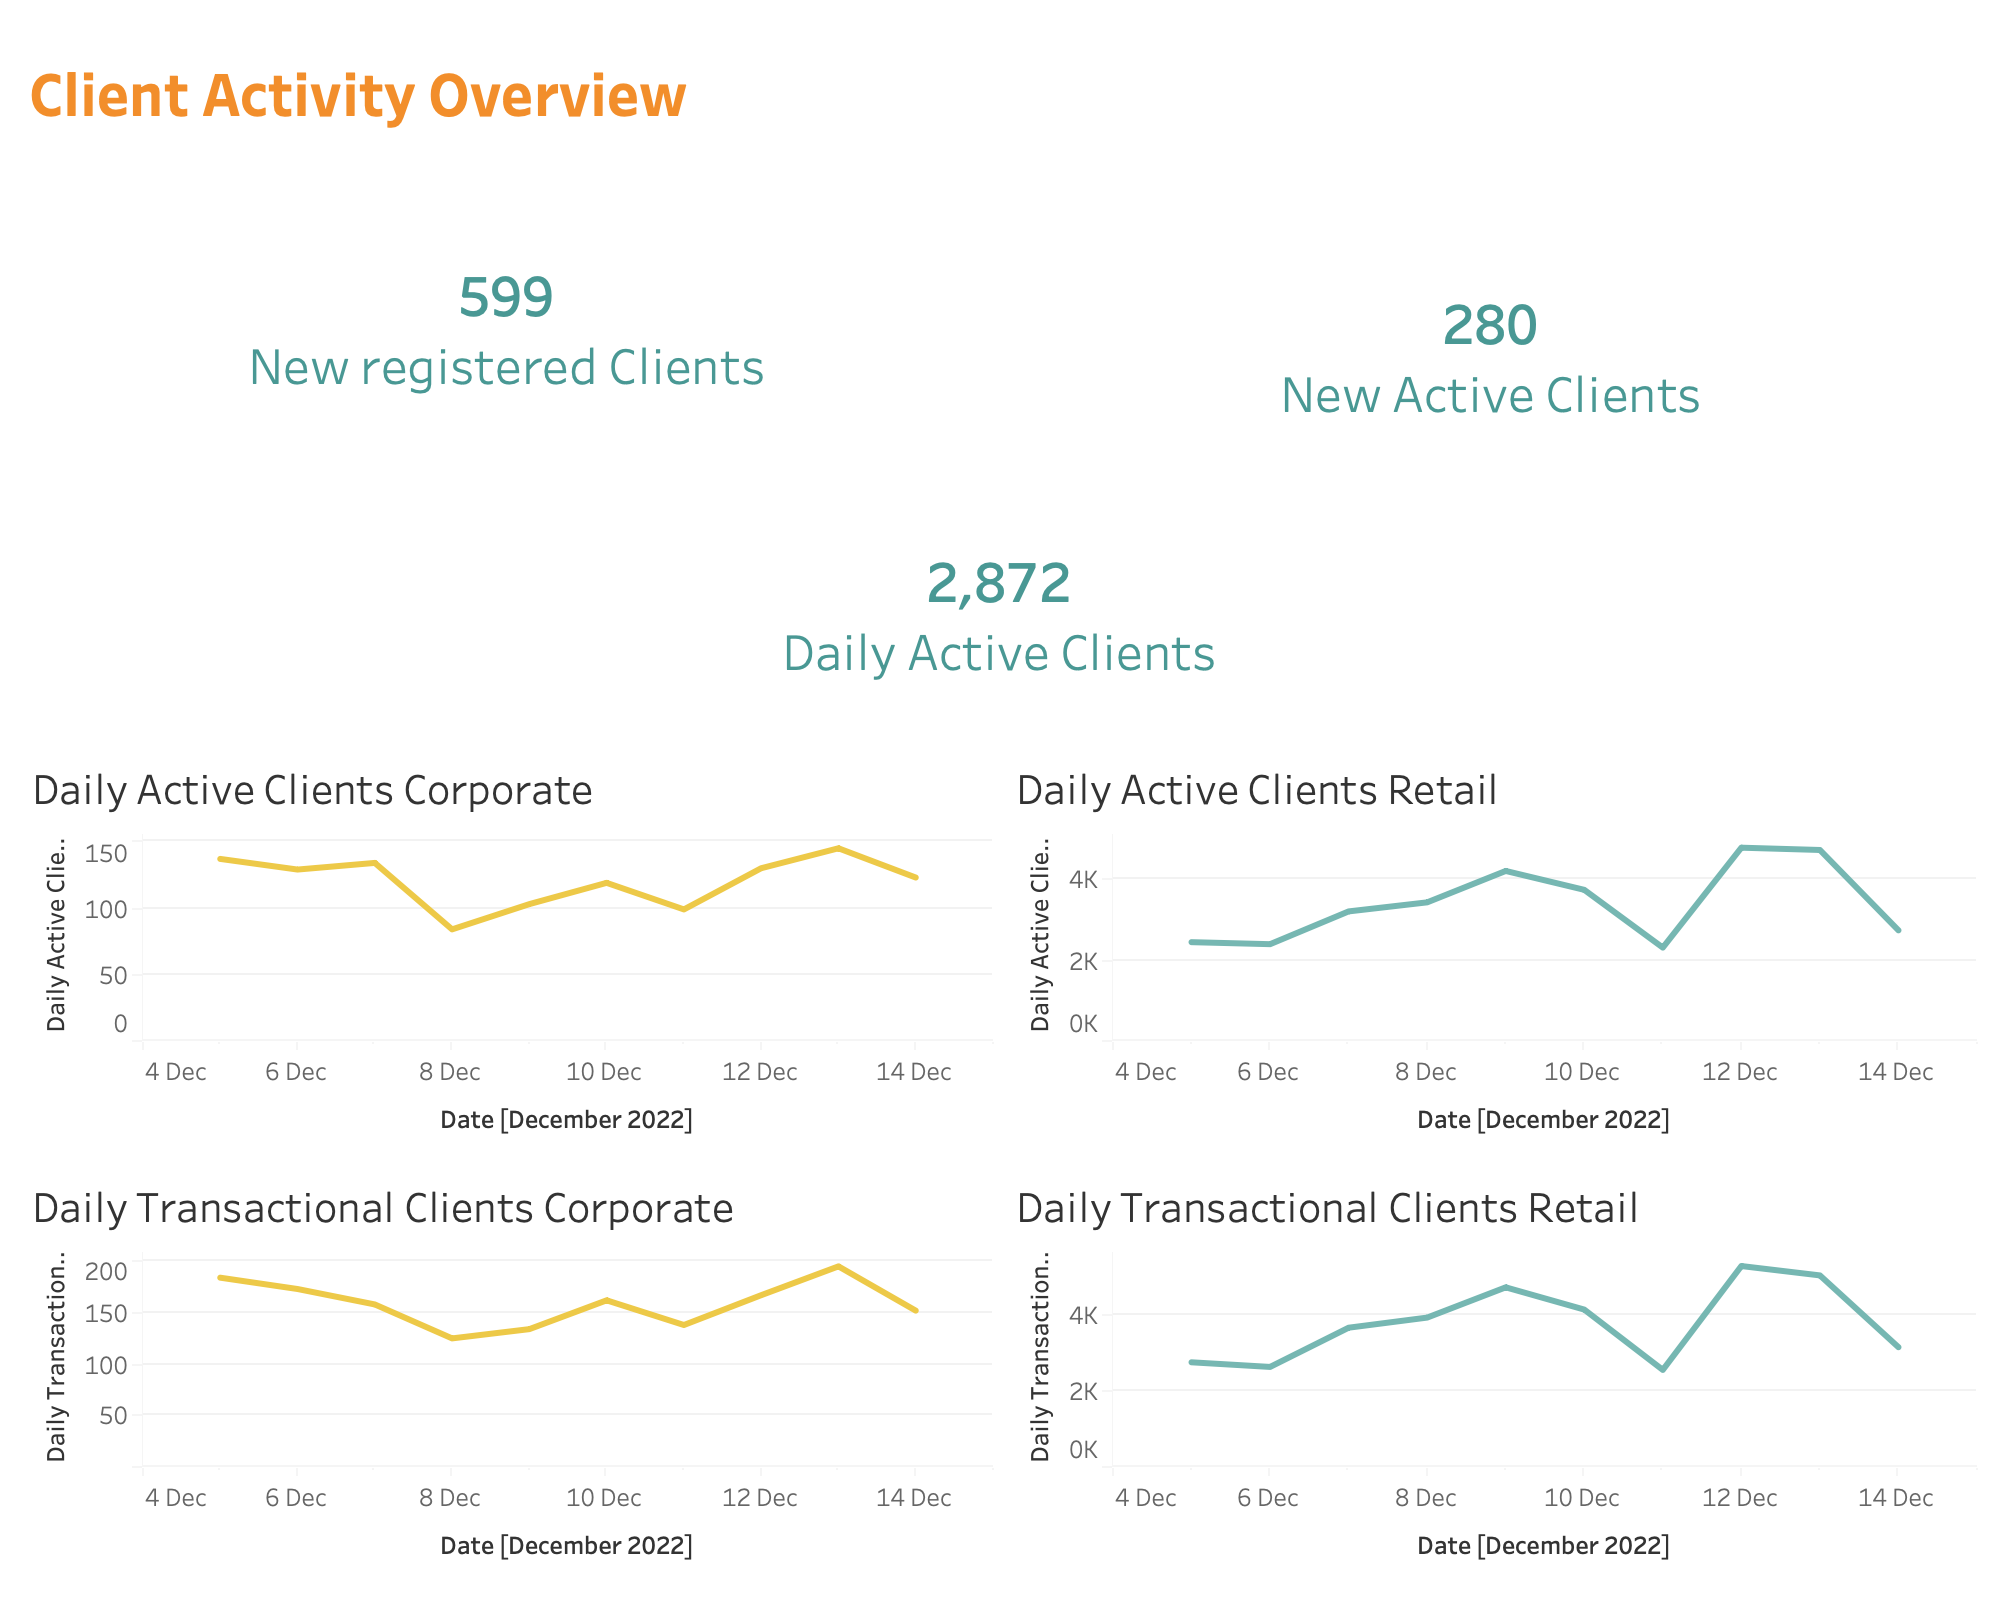 Client Activity Overview
599
New registered Clients
280
New Active Clients
2,872
Daily Active Clients
Daily Active Clients Corporate
Daily Active Clie..
150
100
50
0
4 Dec 6 Dec 8 Dec 10 Dec 12 Dec 14 Dec
Date [December 2022]
Daily Active Clients Retail
Daily Active Clie..
4K
2K
0K
4 Dec 6 Dec 8 Dec 10 Dec 12 Dec 14 Dec
Date [December 2022]
Daily Transactional Clients Corporate
Daily Transaction..
200
150
100
50
4 Dec 6 Dec 8 Dec 10 Dec 12 Dec 14 Dec
Date [December 2022]
Daily Transactional Clients Retail
Daily Transaction..
4K
2K
0K
4 Dec 6 Dec 8 Dec 10 Dec 12 Dec 14 Dec
Date [December 2022]